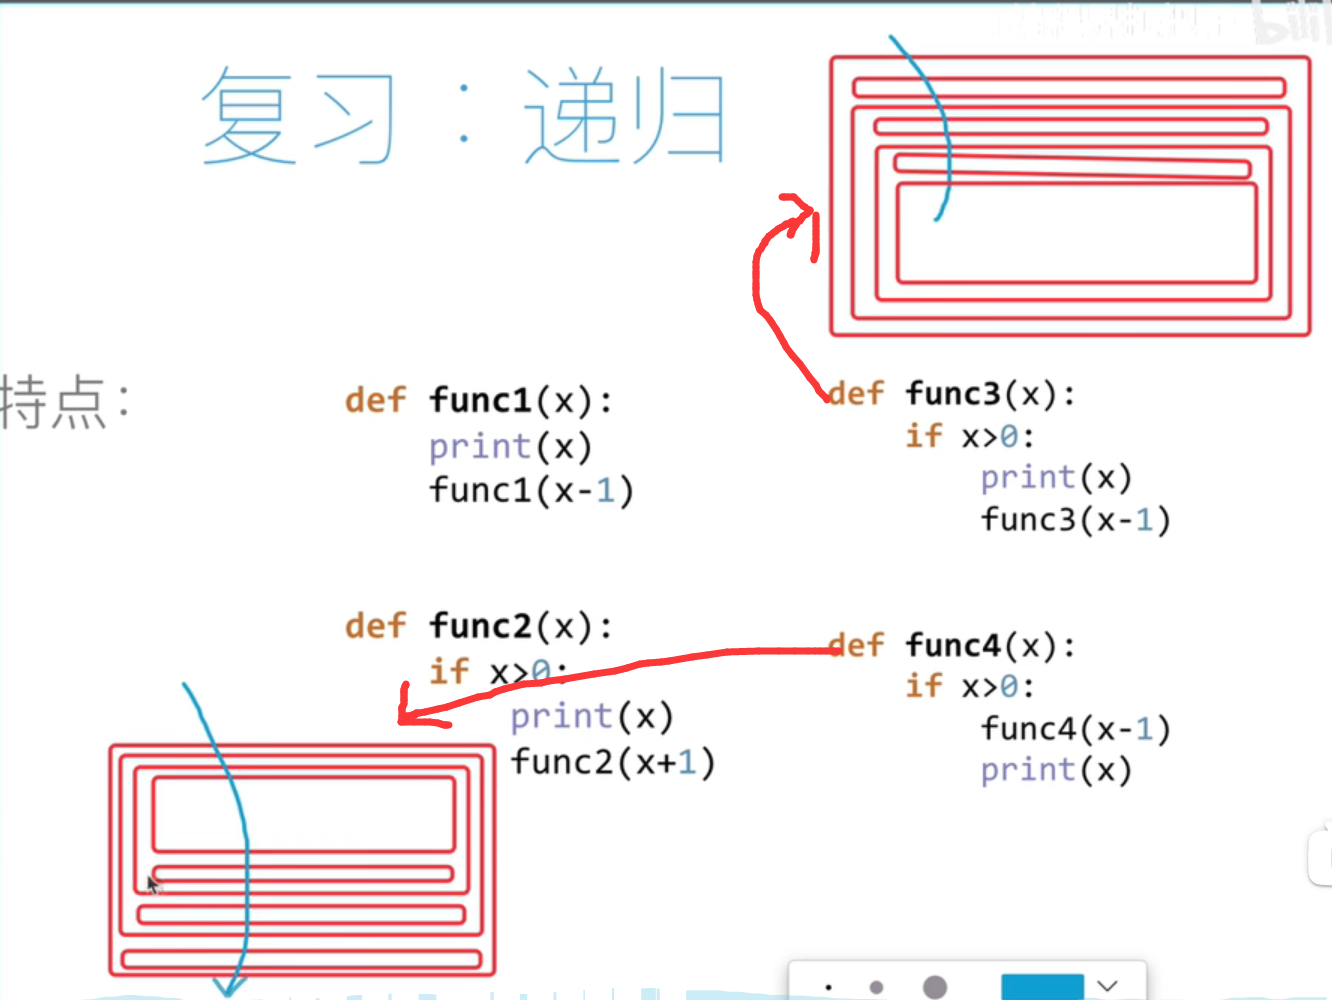 复习：递归
特点：
def func1(x):
print(x)
func1(x-1)
def func2(x):
if x>0:
print(x)
func2(x+1)
def func3(x):
if x>0:
print(x)
func3(x-1)
def func4(x):
if x>0:
func4(x-1)
print(x)